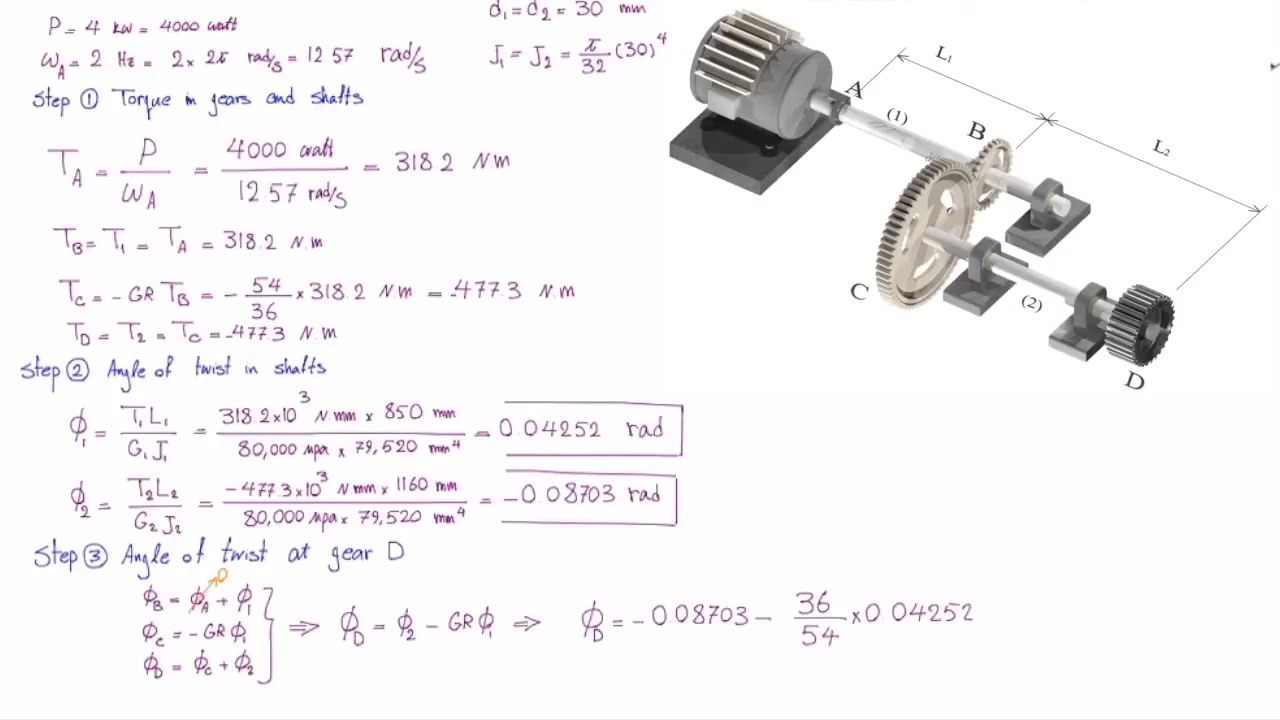 P = 4 kw = 4000 watt
ω_A = 2 Hz = 2 × 2π rad/s = 12.57 rad/s
d₁ = d₂ = 30 mm
J₁ = J₂ = π/32 (30)⁴
Step ① Torque in gears and shafts
T_A = P/ω_A = 4000 watt / 12.57 rad/s = 318.2 Nm
T_B = T₁ = T_A = 318.2 N.m
T_C = - GR T_B = - 54/36 × 318.2 Nm = -477.3 N.m
T_D = T₂ = T_C = -477.3 N.m
Step ② Angle of twist in shafts
ϕ₁ = T₁L₁ / G₁J₁ = 318.2×10³ Nmm × 850 mm / 80,000 Mpa × 79,520 mm⁴ = 0.04252 rad
ϕ₂ = T₂L₂ / G₂J₂ = -477.3×10³ Nmm × 1160 mm / 80,000 Mpa × 79,520 mm⁴ = -0.08703 rad
Step ③ Angle of twist at gear D
ϕ_B = ϕ_A + ϕ₁
0
ϕ_C = - GR ϕ₁
ϕ_D = ϕ_C + ϕ₂
⇒ ϕ_D = ϕ₂ - GR ϕ₁ ⇒ ϕ_D = - 0.08703 - 36/54 × 0.04252
L₁
A
(1)
B
L₂
C
(2)
D